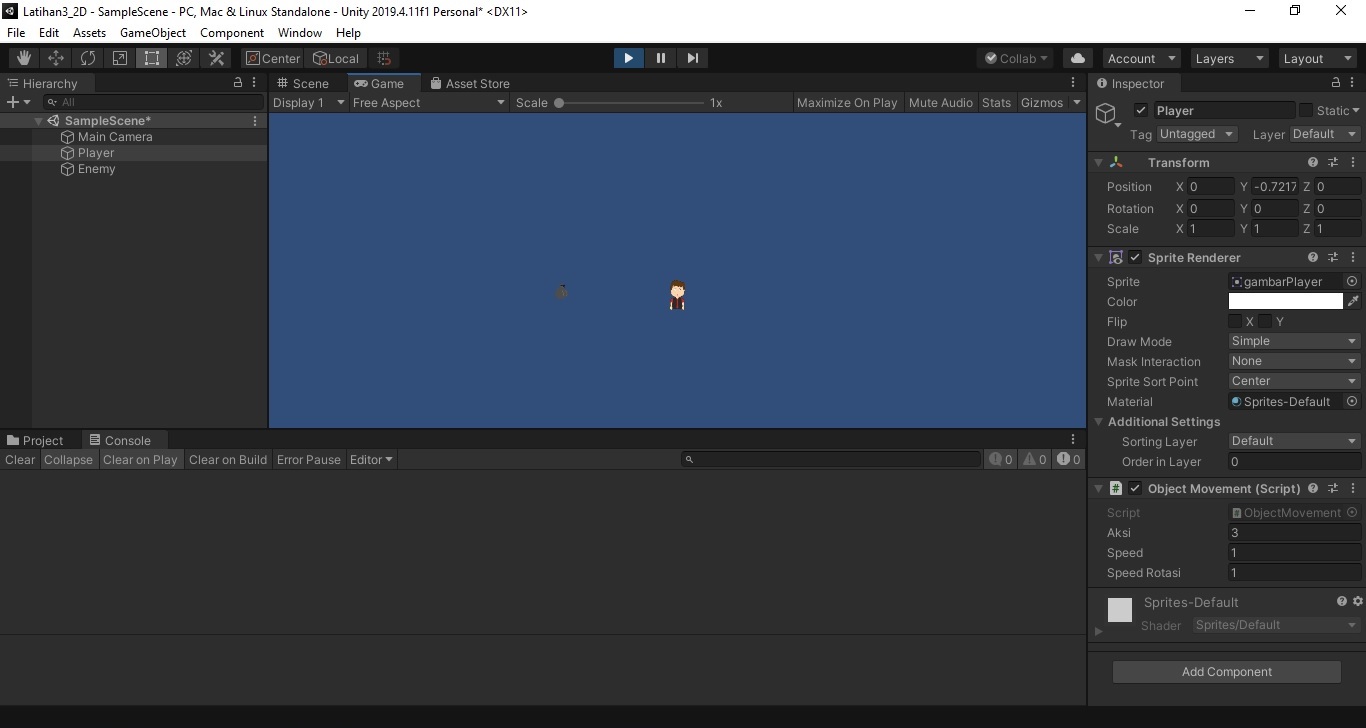 Latihan3_2D - SampleScene - PC, Mac & Linux Standalone - Unity 2019.4.11f1 Personal* <DX11>
File Edit Assets GameObject Component Window Help
Center Local Collab Account Layers Layout
Hierarchy
All
SampleScene*
Main Camera
Player
Enemy
Scene Game Asset Store
Display 1 Free Aspect Scale 1x Maximize On Play Mute Audio Stats Gizmos
Project Console
Clear Collapse Clear on Play Clear on Build Error Pause Editor 0 0 0
Inspector
Player Static
Tag Untagged Layer Default
Transform
Position X 0 Y -0.7217 Z 0
Rotation X 0 Y 0 Z 0
Scale X 1 Y 1 Z 1
Sprite Renderer
Sprite gambarPlayer
Color
Flip X Y
Draw Mode Simple
Mask Interaction None
Sprite Sort Point Center
Material Sprites-Default
Additional Settings
Sorting Layer Default
Order in Layer 0
# Object Movement (Script)
Script ObjectMovement
Aksi 3
Speed 1
Speed Rotasi 1
Sprites-Default
Shader Sprites/Default
Add Component